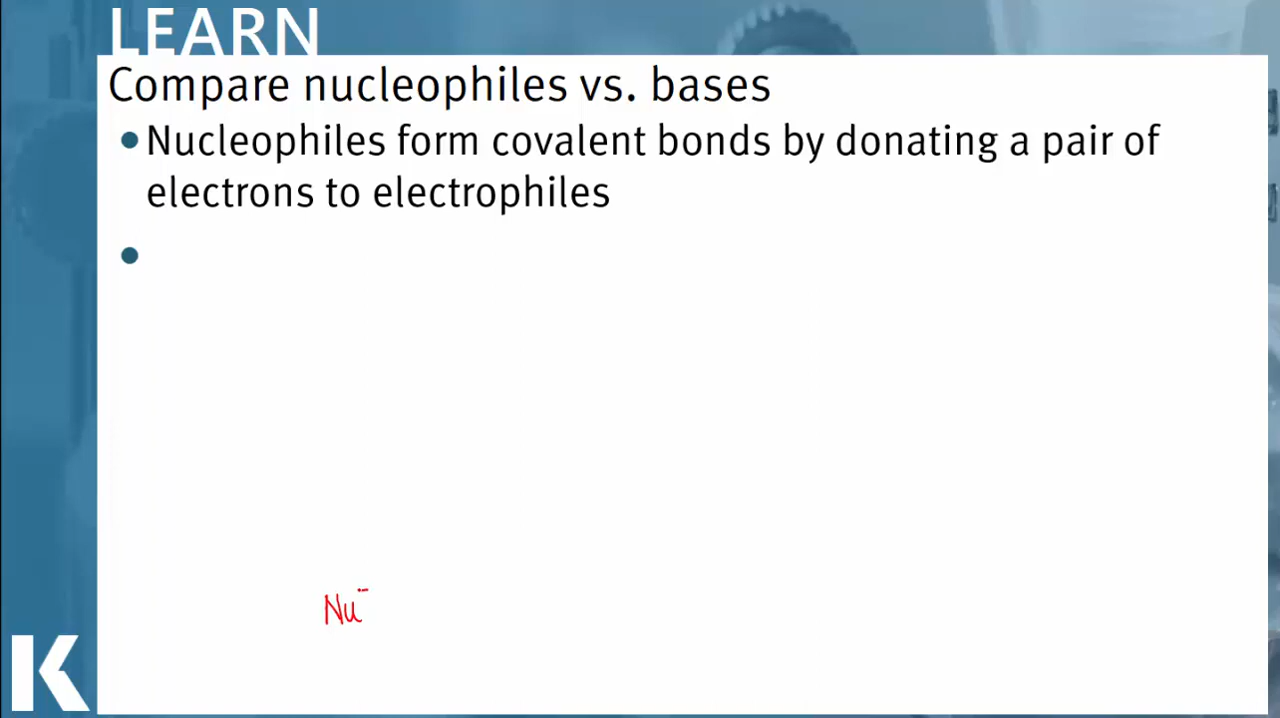 LEARN
Compare nucleophiles vs. bases
•Nucleophiles form covalent bonds by donating a pair of
electrons to electrophiles
•
Nu⁻
K